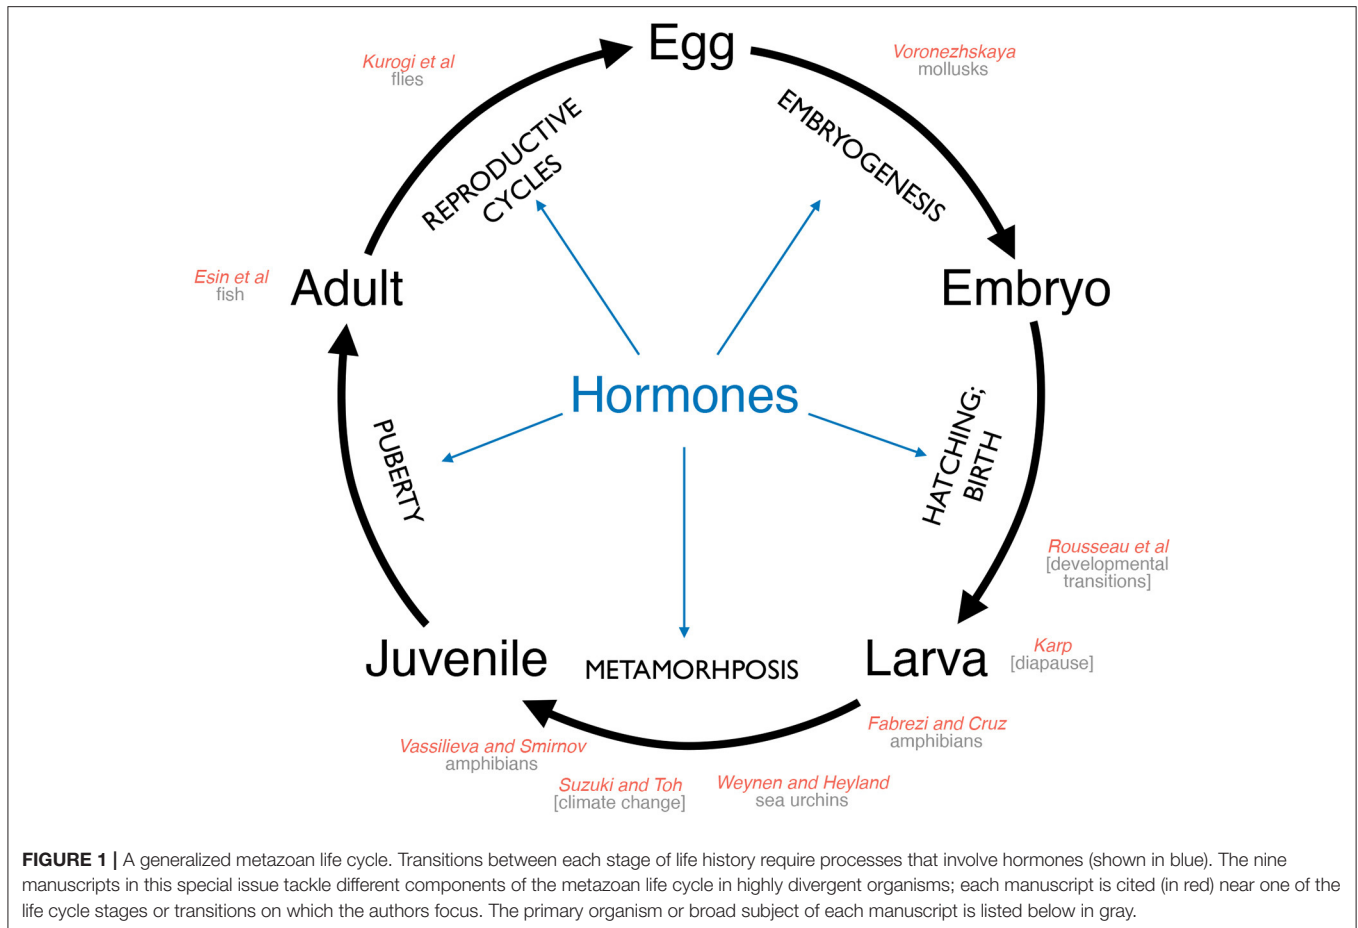 Egg
Kurogi et al
flies
Voronezhskaya
mollusks
REPRODUCTIVE
CYCLES
EMBRYOGENESIS
Esin et al
fish
Adult
Embryo
Hormones
PUBERTY
HATCHING;
BIRTH
Rousseau et al
[developmental
transitions]
Juvenile
METAMORHPOSIS
Larva
Karp
[diapause]
Fabrezi and Cruz
amphibians
Vassilieva and Smirnov
amphibians
Suzuki and Toh
[climate change]
Weynen and Heyland
sea urchins
FIGURE 1 | A generalized metazoan life cycle. Transitions between each stage of life history require processes that involve hormones (shown in blue). The nine
manuscripts in this special issue tackle different components of the metazoan life cycle in highly divergent organisms; each manuscript is cited (in red) near one of the
life cycle stages or transitions on which the authors focus. The primary organism or broad subject of each manuscript is listed below in gray.